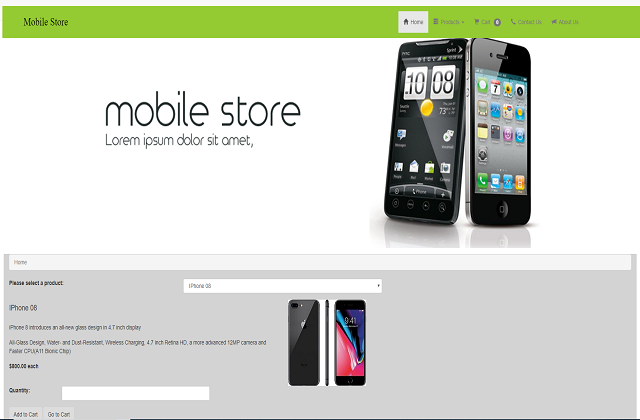 Mobile Store
Home Products Cart 0 Contact Us About Us
mobile store
Lorem ipsum dolor sit amet,
Sprint
10 08
73°
Phone
Home
Please select a product:
IPhone 08
IPhone 08
iPhone 8 introduces an all-new glass design in 4.7 inch display
All-Glass Design, Water- and Dust-Resistant, Wireless Charging, 4.7 inch Retina HD, a more advanced 12MP camera and
Faster CPU(A11 Bionic Chip)
$800.00 each
9:41
Quantity:
Add to Cart Go to Cart